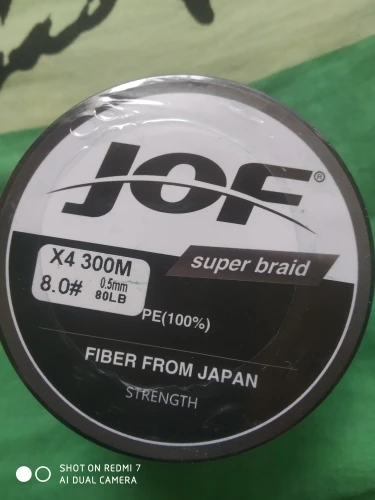 JOF®
super braid
X4 300M
8.0# 0.5mm 80LB
PE(100%)
FIBER FROM JAPAN
STRENGTH
SHOT ON REDMI 7
AI DUAL CAMERA